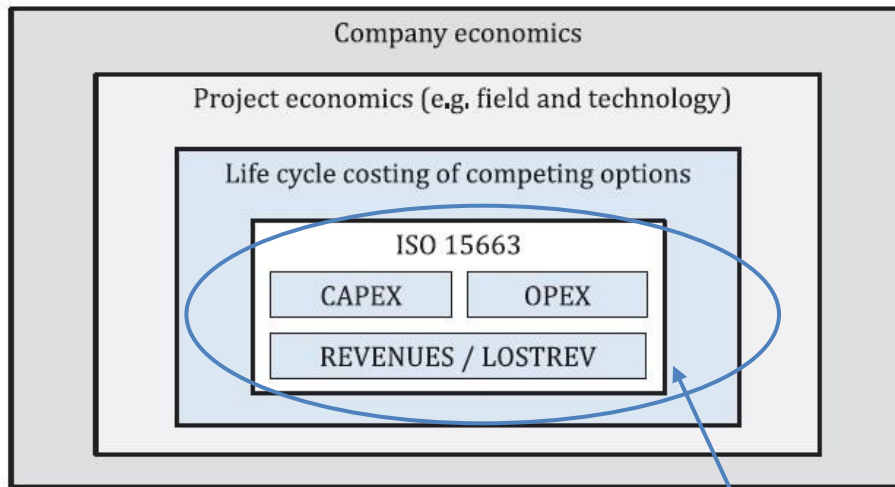 Company economics
Project economics (e.g. field and technology)
Life cycle costing of competing options
ISO 15663
CAPEX OPEX
REVENUES / LOSTREV